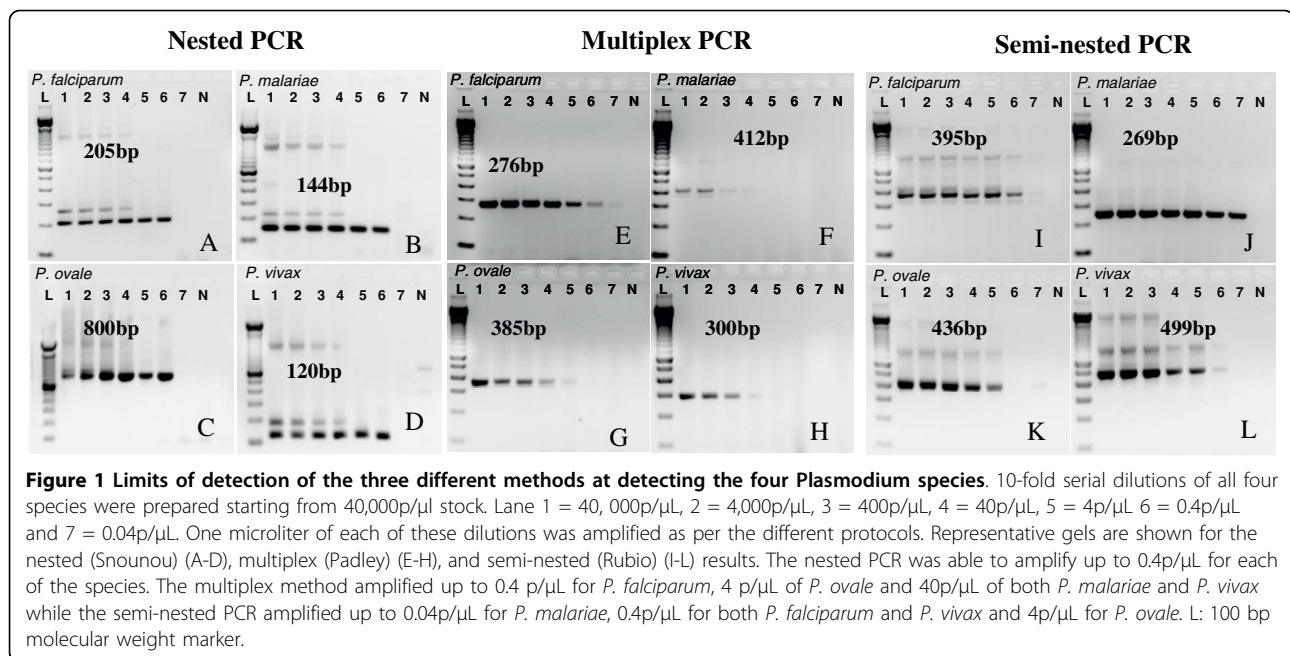 Nested PCR
Multiplex PCR
Semi-nested PCR
P. falciparum
P. malariae
P. falciparum
P. malariae
P. falciparum
P. malariae
L 1 2 3 4 5 6 7 N
L 1 2 3 4 5 6 7 N
L 1 2 3 4 5 6 7 N
L 1 2 3 4 5 6 7 N
L 1 2 3 4 5 6 7 N
L 1 2 3 4 5 6 7 N
205bp
144bp
276bp
412bp
395bp
269bp
A
B
E
F
I
J
P. ovale
P. vivax
P. ovale
P. vivax
P. ovale
P. vivax
L 1 2 3 4 5 6 7 N
L 1 2 3 4 5 6 7 N
L 1 2 3 4 5 6 7 N
L 1 2 3 4 5 6 7 N
L 1 2 3 4 5 6 7 N
L 1 2 3 4 5 6 7 N
800bp
120bp
385bp
300bp
436bp
499bp
C
D
G
H
K
L
Figure 1 Limits of detection of the three different methods at detecting the four Plasmodium species. 10-fold serial dilutions of all four
species were prepared starting from 40,000p/μl stock. Lane 1 = 40, 000p/μL, 2 = 4,000p/μL, 3 = 400p/μL, 4 = 40p/μL, 5 = 4p/μL 6 = 0.4p/μL
and 7 = 0.04p/μL. One microliter of each of these dilutions was amplified as per the different protocols. Representative gels are shown for the
nested (Snounou) (A-D), multiplex (Padley) (E-H), and semi-nested (Rubio) (I-L) results. The nested PCR was able to amplify up to 0.4p/μL for each
of the species. The multiplex method amplified up to 0.4 p/μL for P. falciparum, 4 p/μL of P. ovale and 40p/μL of both P. malariae and P. vivax
while the semi-nested PCR amplified up to 0.04p/μL for P. malariae, 0.4p/μL for both P. falciparum and P. vivax and 4p/μL for P. ovale. L: 100 bp
molecular weight marker.